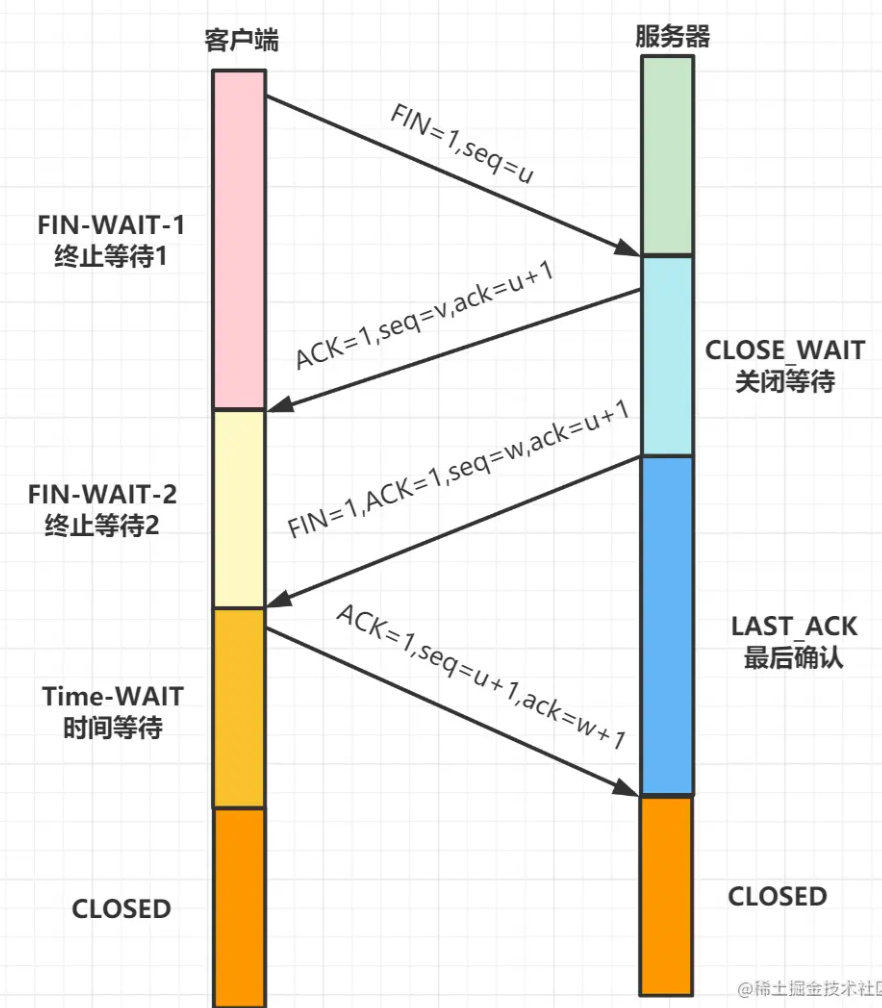 客户端
服务器
FIN=1,seq=u
FIN-WAIT-1
终止等待1
ACK=1,seq=v,ack=u+1
CLOSE_WAIT
关闭等待
FIN=1,ACK=1,seq=w,ack=u+1
FIN-WAIT-2
终止等待2
ACK=1,seq=u+1,ack=w+1
LAST_ACK
最后确认
Time-WAIT
时间等待
CLOSED
CLOSED
@稀土掘金技术社区